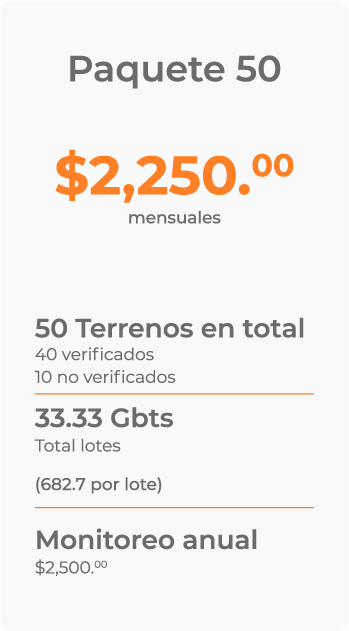 Paquete 50
$2,250.00
mensuales
50 Terrenos en total
40 verificados
10 no verificados
33.33 Gbts
Total lotes
(682.7 por lote)
Monitoreo anual
$2,500.00